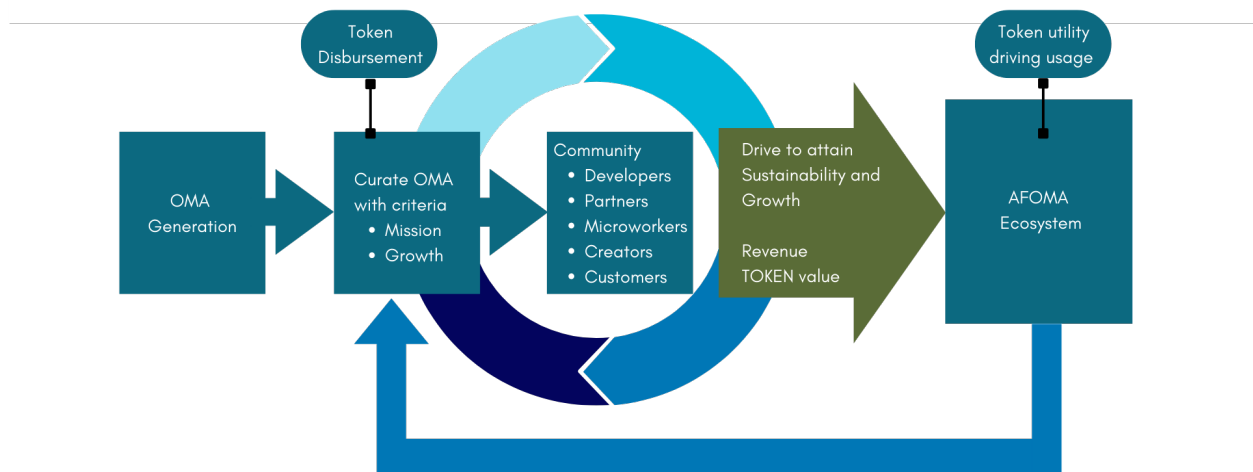 Token
Disbursement
Token utility
driving usage
OMA
Generation
Curate OMA
with criteria
• Mission
• Growth
Community
• Developers
• Partners
• Microworkers
• Creators
• Customers
Drive to attain
Sustainability and
Growth
Revenue
TOKEN value
AFOMA
Ecosystem